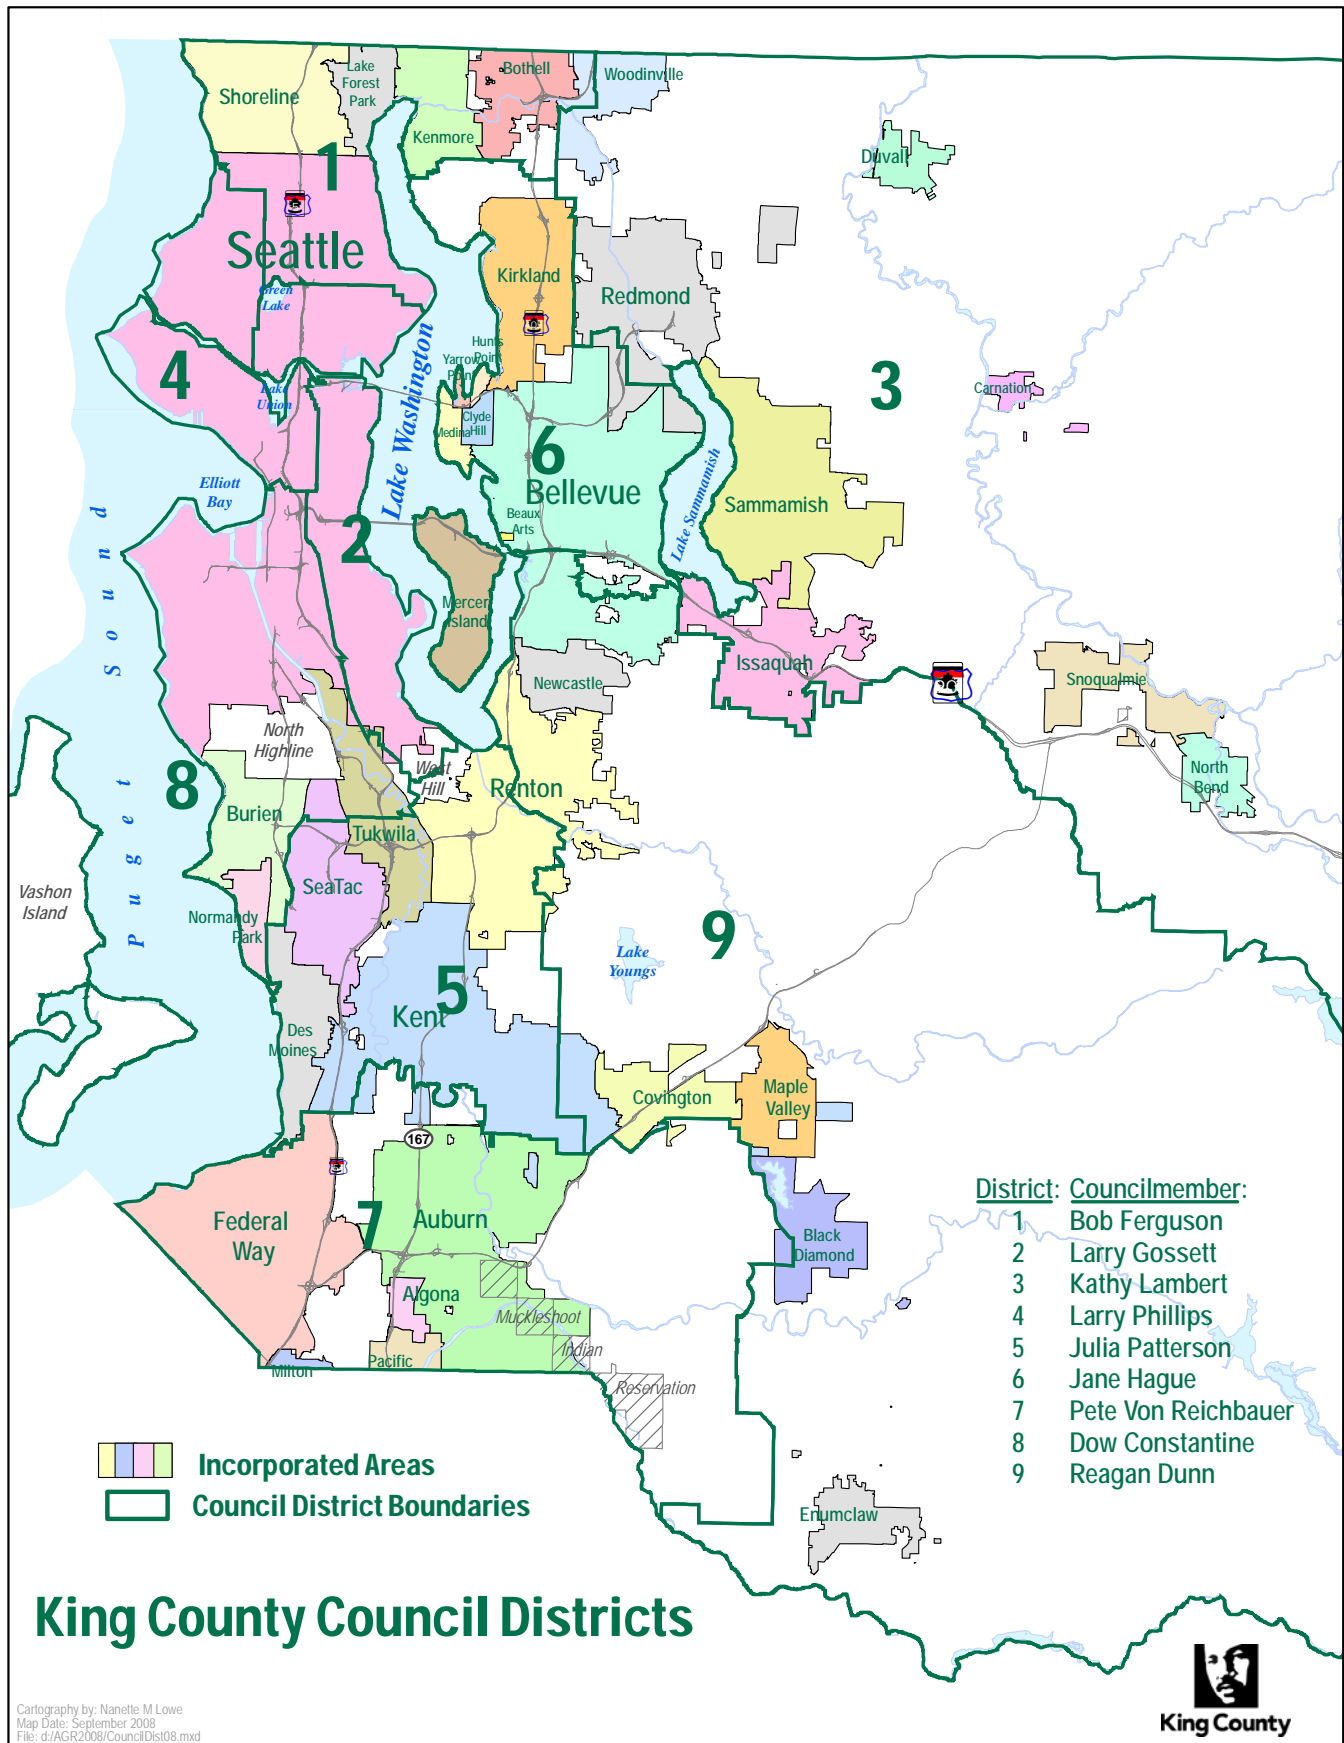 Shoreline
Lake
Forest
Park
Bothell
Woodinville
Kenmore
Duvall
1
Seattle
Green
Lake
Kirkland
Redmond
Hunts
Point
Yarrow
Point
4
Lake
Union
Lake Washington
Clyde
Hill
Medina
3
Carnation
6
Bellevue
Elliott
Bay
Beaux
Arts
Lake Sammamish
Sammamish
2
Mercer
Island
Puget Sound
Issaquah
Snoqualmie
Newcastle
North
Highline
West
Hill
Renton
North
Bend
8
Burien
Tukwila
SeaTac
Vashon
Island
Normandy
Park
9
Lake
Youngs
5
Kent
Des
Moines
Covington
Maple
Valley
167
Federal
Way
7
Auburn
Black
Diamond
Algona
Muckleshoot
Indian
Reservation
Milton
Pacific
Enumclaw
District: Councilmember:
1 Bob Ferguson
2 Larry Gossett
3 Kathy Lambert
4 Larry Phillips
5 Julia Patterson
6 Jane Hague
7 Pete Von Reichbauer
8 Dow Constantine
9 Reagan Dunn
Incorporated Areas
Council District Boundaries
King County Council Districts
Cartography by: Nanette M Lowe
Map Date: September 2008
File: d:/AGR2008/CouncilDist08.mxd
King County